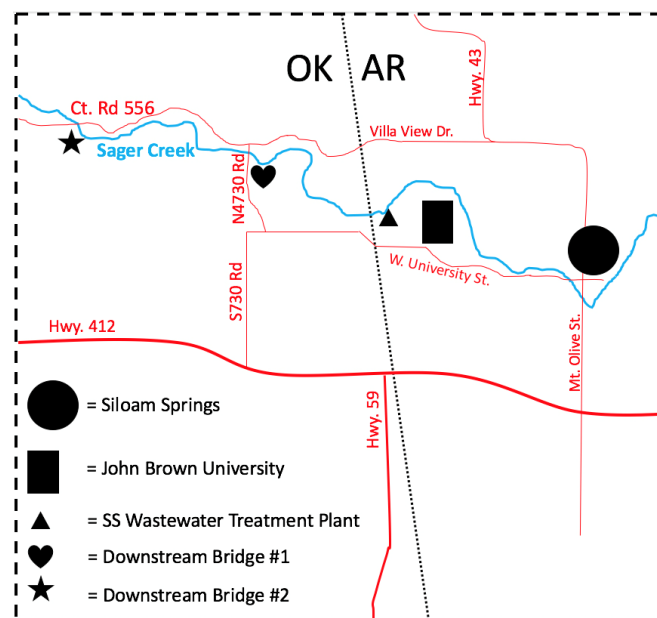 OK AR
Hwy. 43
Ct. Rd 556
Villa View Dr.
Sager Creek
N4730 Rd
W. University St.
S730 Rd
Hwy. 412
Mt. Olive St.
Hwy. 59
= Siloam Springs
= John Brown University
= SS Wastewater Treatment Plant
= Downstream Bridge #1
= Downstream Bridge #2